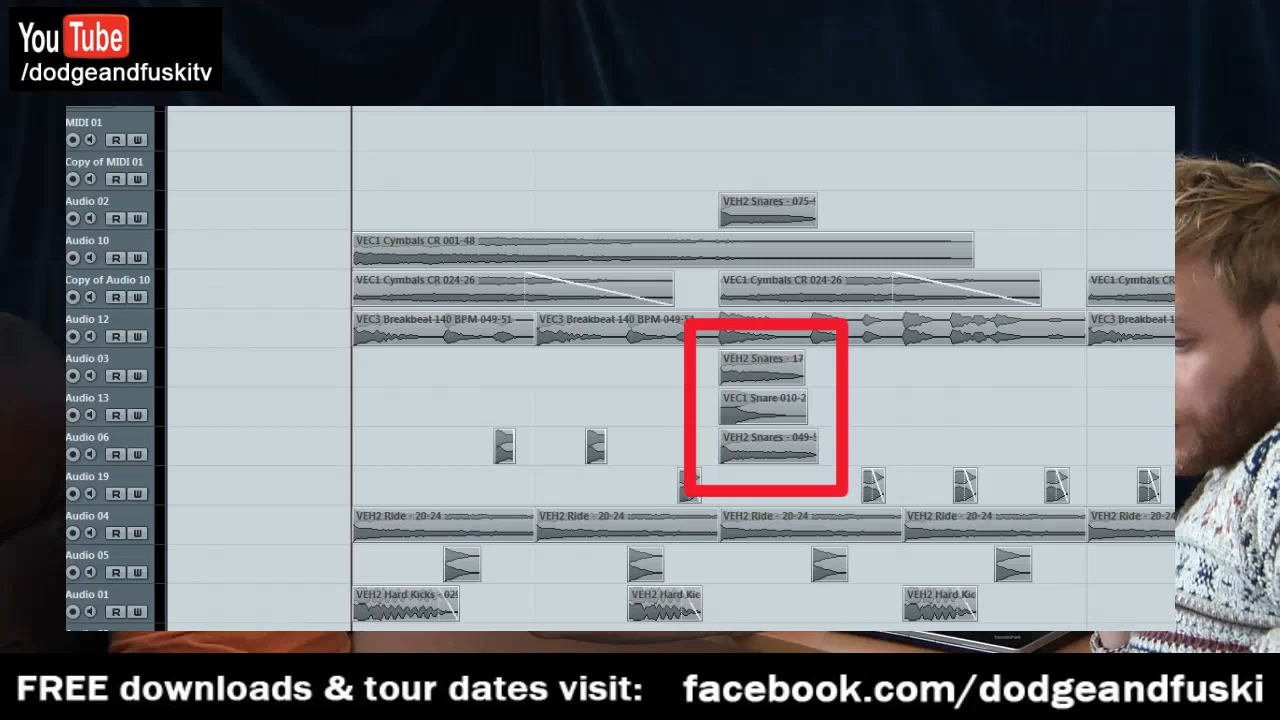 You Tube
/dodgeandfuskitv
MIDI 01
R W
Copy of MIDI 01
R W
Audio 02
R W
VEH2 Snares - 075-
Audio 10
R W
VEC1 Cymbals CR 001-48
Copy of Audio 10
R W
VEC1 Cymbals CR 024-26
VEC1 Cymbals CR 024-26
VEC1 Cymbals CR
Audio 12
R W
VEC3 Breakbeat 140 BPM 049-51
VEC3 Breakbeat 140 BPM 049-51
VEC3 Breakbeat 1
Audio 03
R W
VEH2 Snares - 17
Audio 13
R W
VEC1 Snare 010-2
Audio 06
R W
VEH2 Snares - 049-
Audio 19
R W
Audio 04
R W
VEH2 Ride - 20-24
VEH2 Ride - 20-24
VEH2 Ride - 20-24
VEH2 Ride - 20-24
VEH2 Ride - 20-24
Audio 05
R W
Audio 01
R W
VEH2 Hard Kicks - 029
VEH2 Hard Kic
VEH2 Hard Kic
FREE downloads & tour dates visit: facebook.com/dodgeandfuski